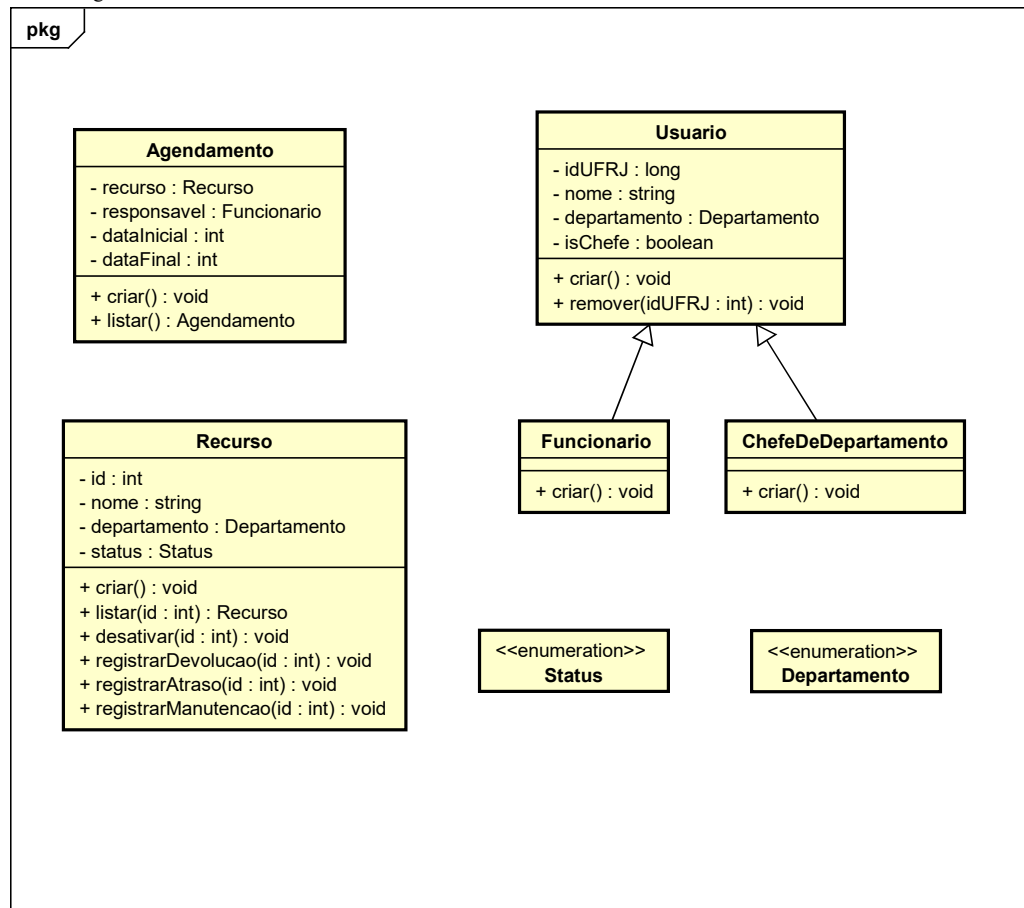 pkg
Agendamento
- recurso : Recurso
- responsavel : Funcionario
- dataInicial : int
- dataFinal : int
+ criar() : void
+ listar() : Agendamento
Usuario
- idUFRJ : long
- nome : string
- departamento : Departamento
- isChefe : boolean
+ criar() : void
+ remover(idUFRJ : int) : void
Recurso
- id : int
- nome : string
- departamento : Departamento
- status : Status
+ criar() : void
+ listar(id : int) : Recurso
+ desativar(id : int) : void
+ registrarDevolucao(id : int) : void
+ registrarAtraso(id : int) : void
+ registrarManutencao(id : int) : void
Funcionario
+ criar() : void
ChefeDeDepartamento
+ criar() : void
<<enumeration>>
Status
<<enumeration>>
Departamento